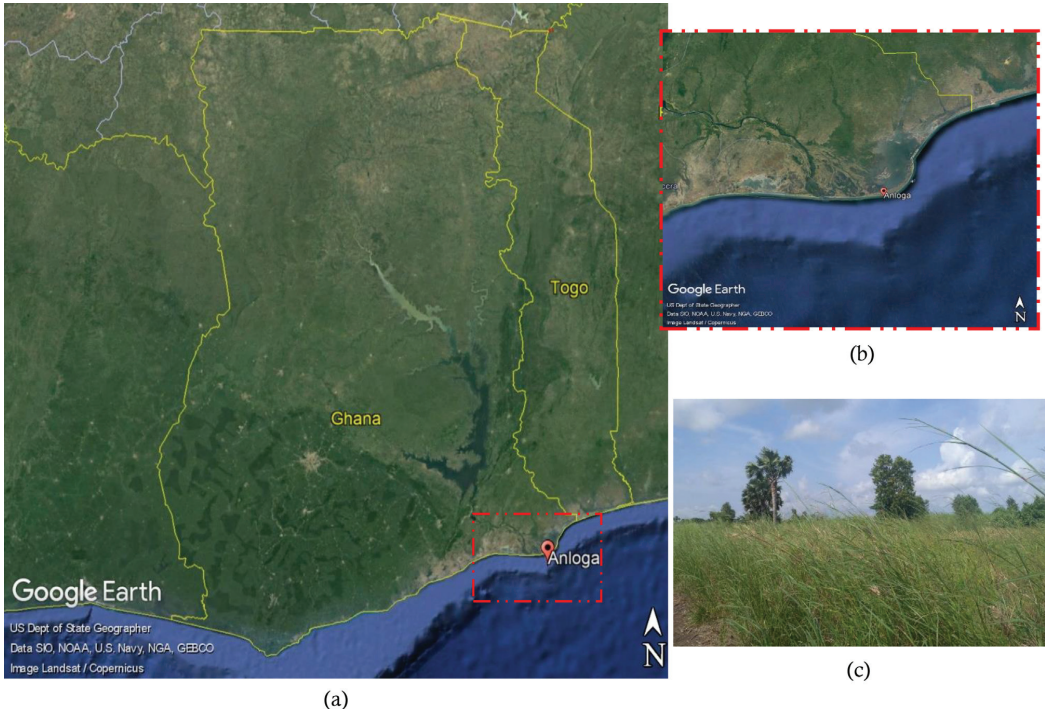 Togo
Ghana
Anloga
Google Earth
US Dept of State Geographer
Data SIO, NOAA, U.S. Navy, NGA, GEBCO
Image Landsat / Copernicus
N
(a)
Anloga
Google Earth
US Dept of State Geographer
Data SIO, NOAA, U.S. Navy, NGA, GEBCO
Image Landsat / Copernicus
N
(b)
(c)